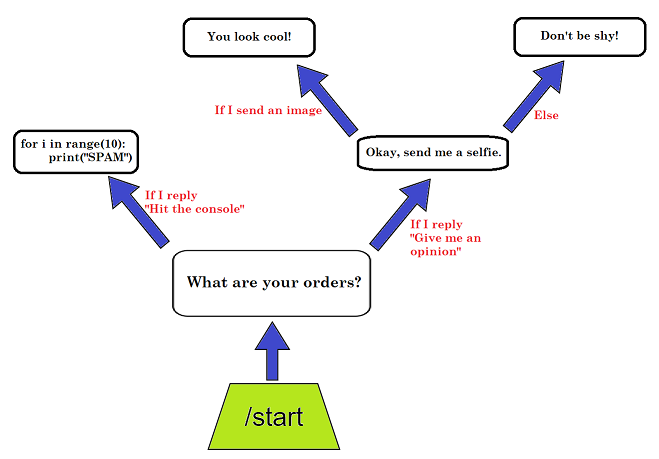 You look cool!
Don't be shy!
If I send an image
Else
for i in range(10):
print("SPAM")
Okay, send me a selfie.
If I reply
"Hit the console"
If I reply
"Give me an
opinion"
What are your orders?
/start